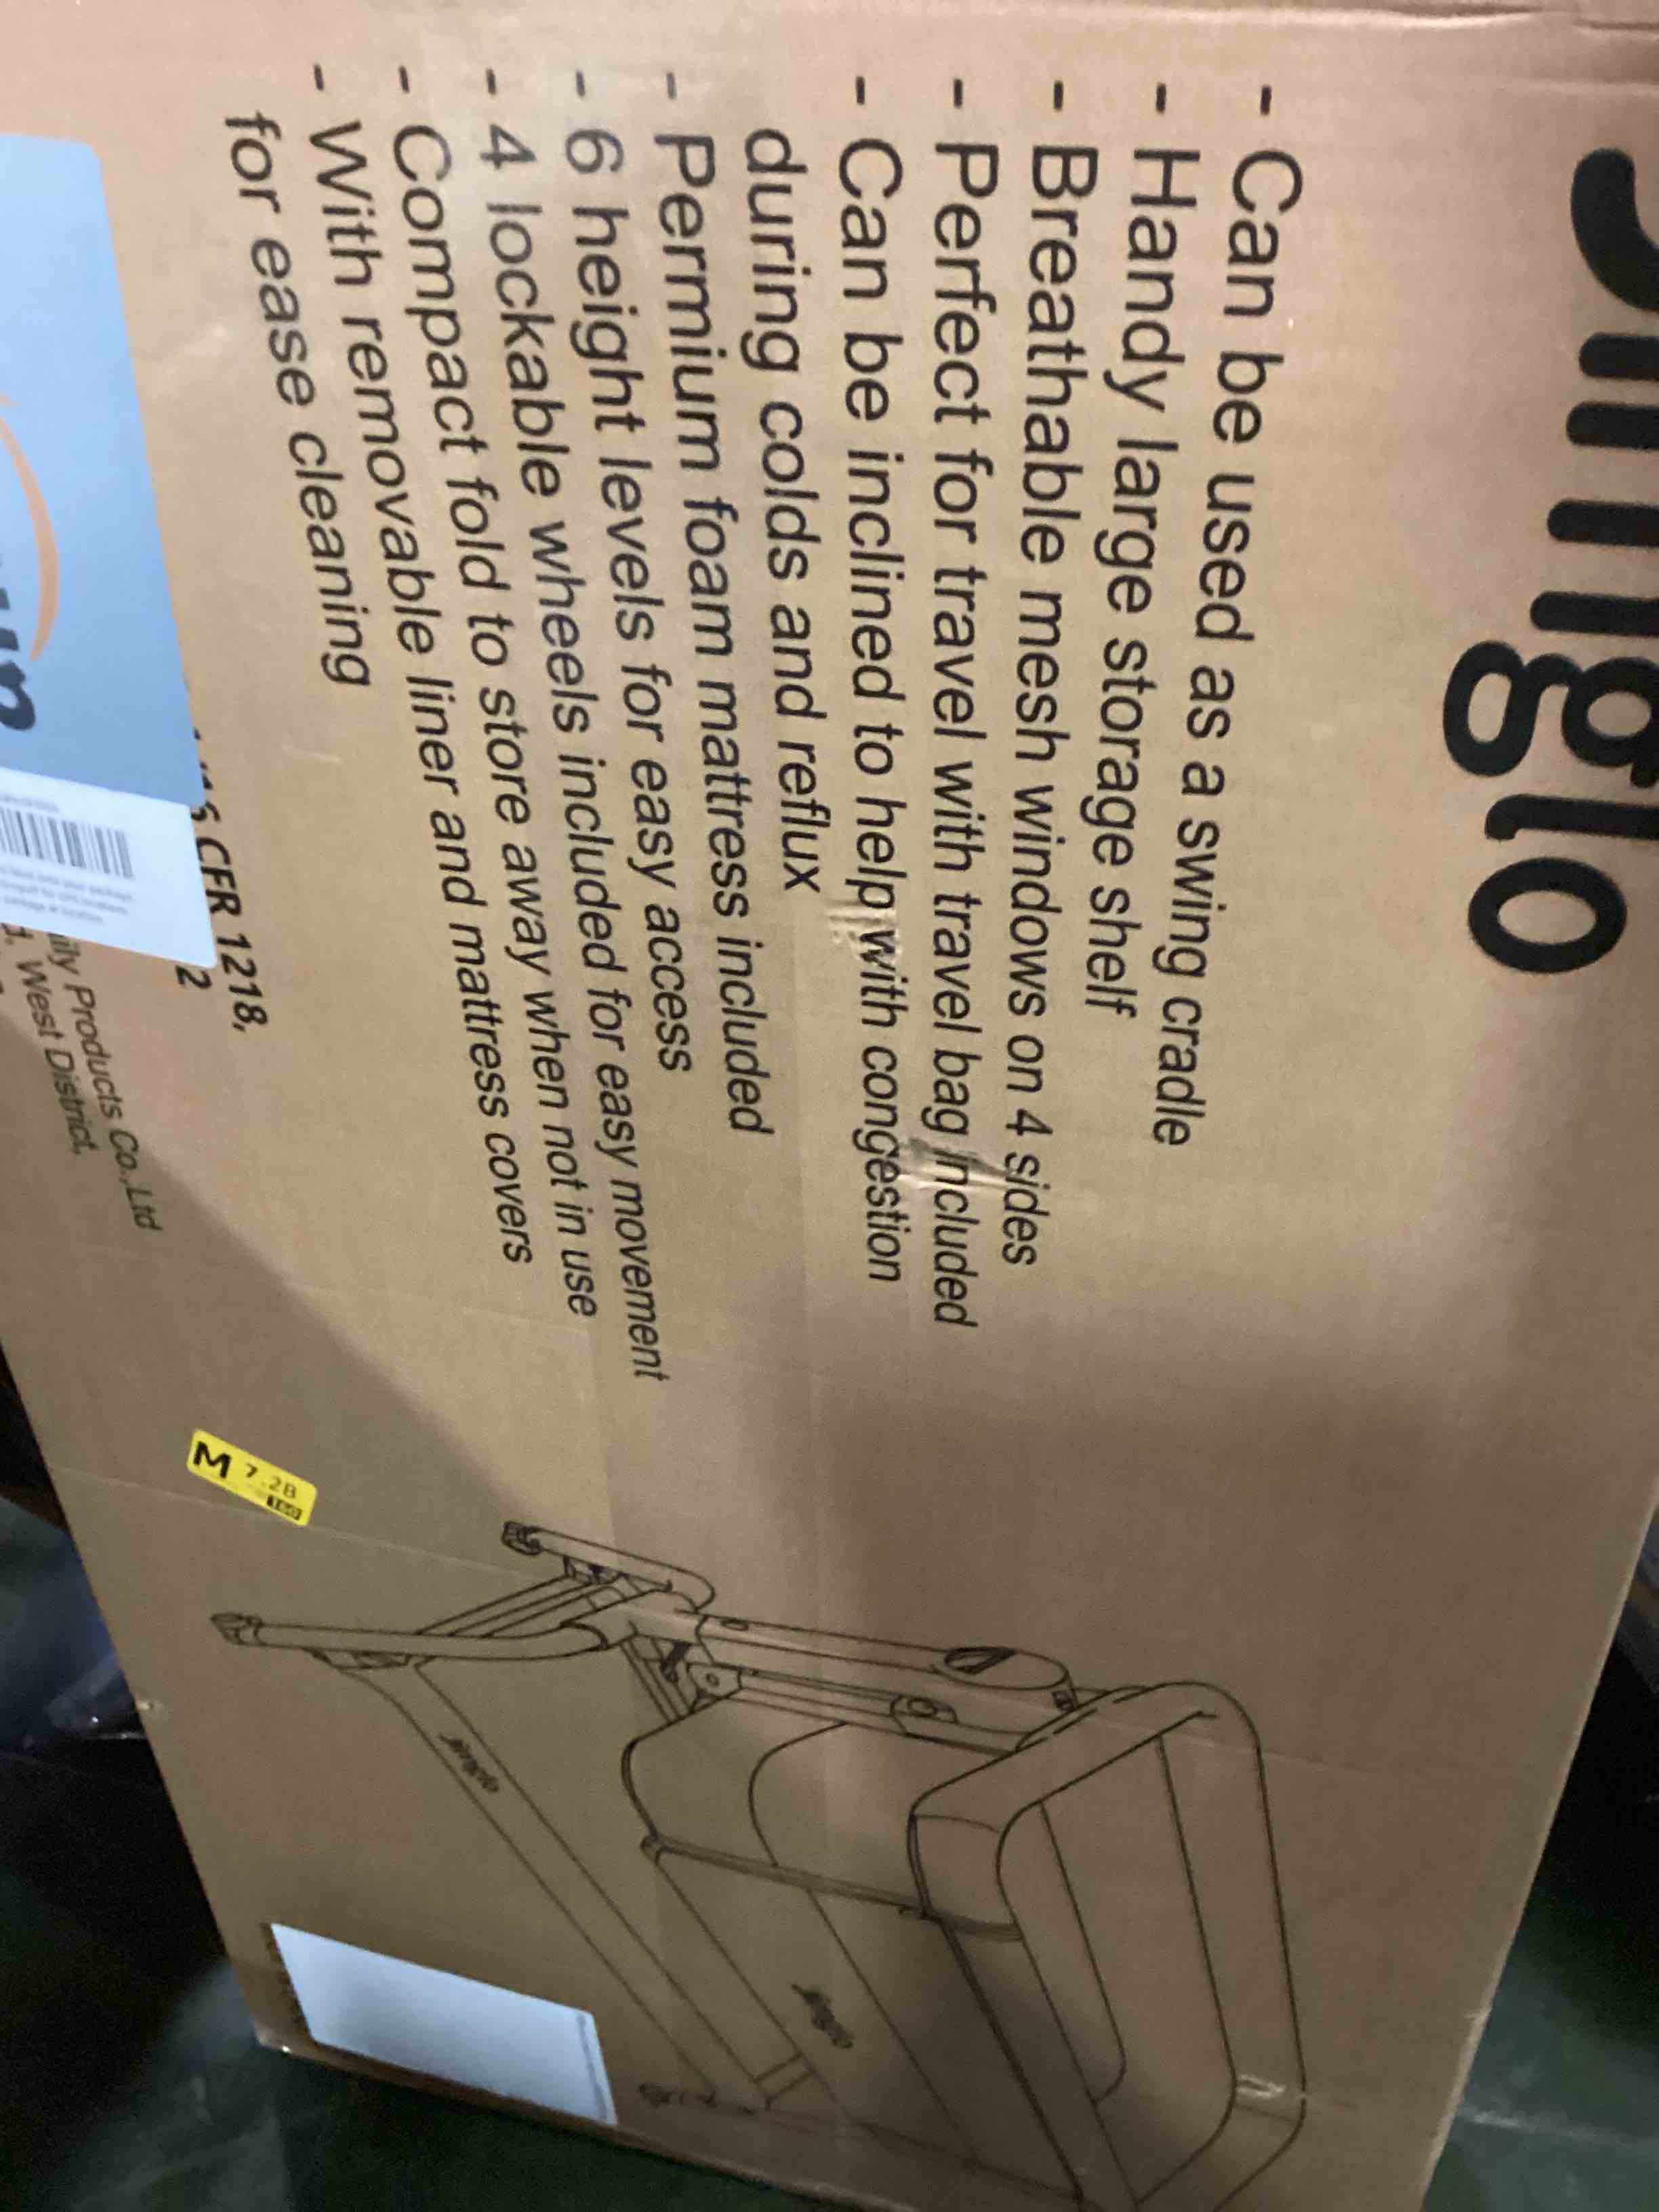 Jimglo
- Can be used as a swing cradle
- Handy large storage shelf
- Breathable mesh windows on 4 sides
- Perfect for travel with travel bag included
- Can be inclined to help with congestion
during colds and reflux
- Permium foam mattress included
- 6 height levels for easy access
- 4 lockable wheels included for easy movement
- Compact fold to store away when not in use
- With removable liner and mattress covers
for ease cleaning
CFR 1218,
2
Products Co.,Ltd
West District,
M 7.2B
160